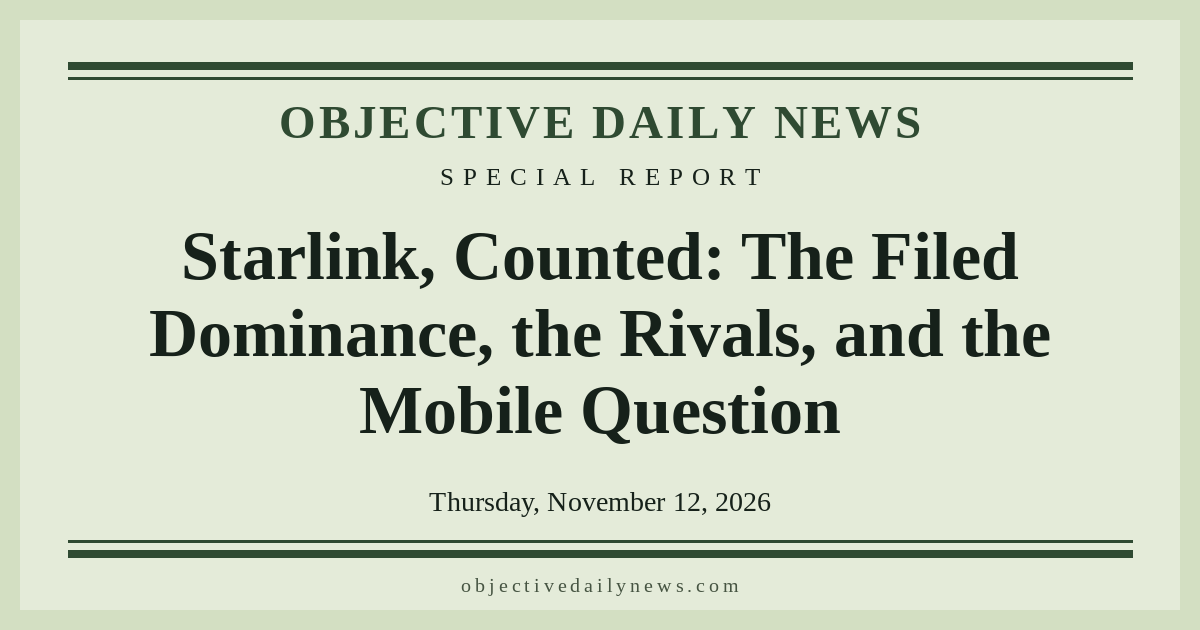 OBJECTIVE DAILY NEWS
SPECIAL REPORT
Starlink, Counted: The Filed
Dominance, the Rivals, and the
Mobile Question
Thursday, November 12, 2026
objectivedailynews.com